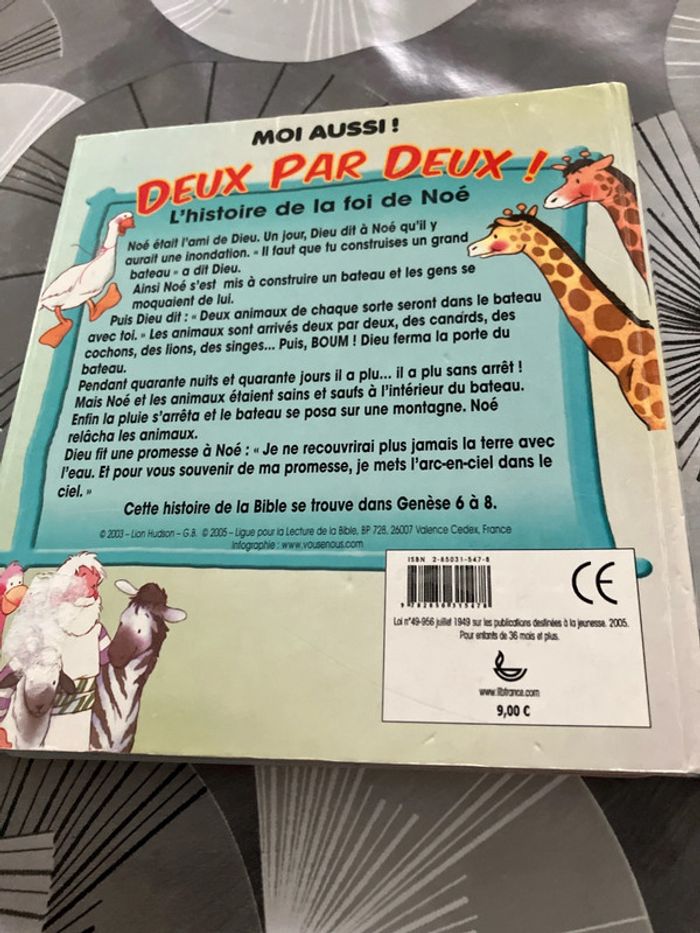 MOI AUSSI !
DEUX PAR DEUX !
L'histoire de la foi de Noé
Noé était l'ami de Dieu. Un jour, Dieu dit à Noé qu'il y
aurait une inondation. « Il faut que tu construises un grand
bateau » a dit Dieu.
Ainsi Noé s'est mis à construire un bateau et les gens se
moquaient de lui.
Puis Dieu dit : « Deux animaux de chaque sorte seront dans le bateau
avec toi. » Les animaux sont arrivés deux par deux, des canards, des
cochons, des lions, des singes... Puis, BOUM ! Dieu ferma la porte du
bateau.
Pendant quarante nuits et quarante jours il a plu... il a plu sans arrêt !
Mais Noé et les animaux étaient sains et saufs à l'intérieur du bateau.
Enfin la pluie s'arrêta et le bateau se posa sur une montagne. Noé
relâcha les animaux.
Dieu fit une promesse à Noé : « Je ne recouvrirai plus jamais la terre avec
l'eau. Et pour vous souvenir de ma promesse, je mets l'arc-en-ciel dans le
ciel. »
Cette histoire de la Bible se trouve dans Genèse 6 à 8.
© 2003 – Lion Hudson – G.B. © 2005 – Ligue pour la Lecture de la Bible, BP 728, 26007 Valence Cedex, France
Infographie : www.vousenous.com
ISBN 2-85031-547-8
9 782850 315478
CE
Loi n°49-956 juillet 1949 sur les publications destinées à la jeunesse. 2005.
Pour enfants de 36 mois et plus.
www.llbfrance.com
9,00 €